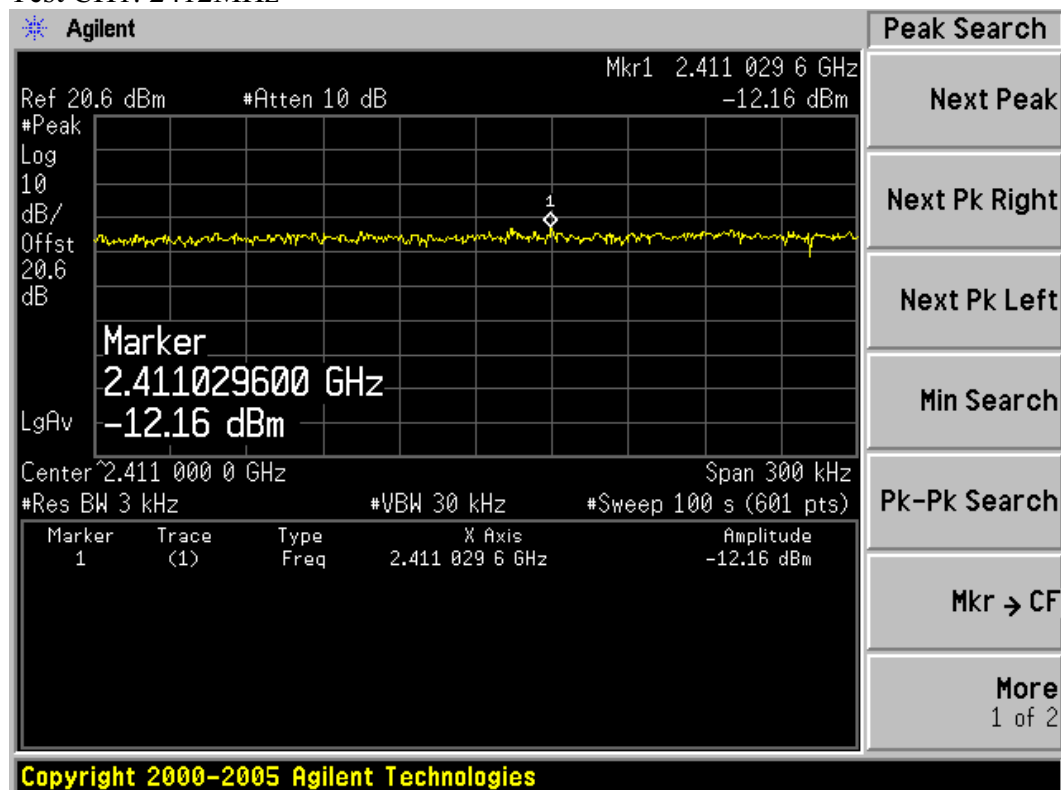 Test CH1: 2412MHz
Agilent
Peak Search
Mkr1 2.411 029 6 GHz
Ref 20.6 dBm #Atten 10 dB -12.16 dBm
#Peak
Log
10
dB/
Offst
20.6
dB
1
Marker
2.411029600 GHz
-12.16 dBm
LgAv
Center ^2.411 000 0 GHz Span 300 kHz
#Res BW 3 kHz #VBW 30 kHz #Sweep 100 s (601 pts)
Marker Trace Type X Axis Amplitude
1 (1) Freq 2.411 029 6 GHz -12.16 dBm
Next Peak
Next Pk Right
Next Pk Left
Min Search
Pk-Pk Search
Mkr → CF
More
1 of 2
Copyright 2000-2005 Agilent Technologies